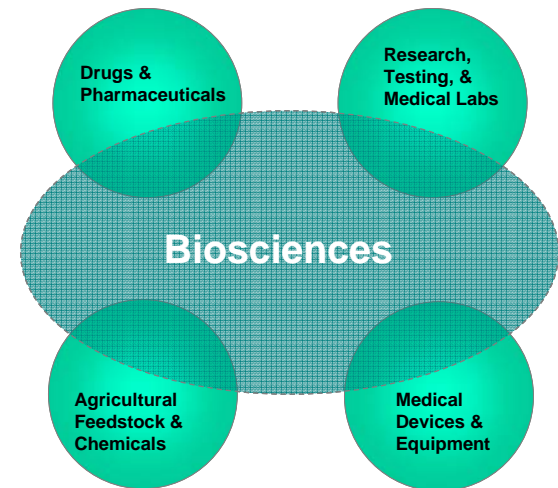 Drugs &
Pharmaceuticals
Research,
Testing, &
Medical Labs
Biosciences
Agricultural
Feedstock &
Chemicals
Medical
Devices &
Equipment